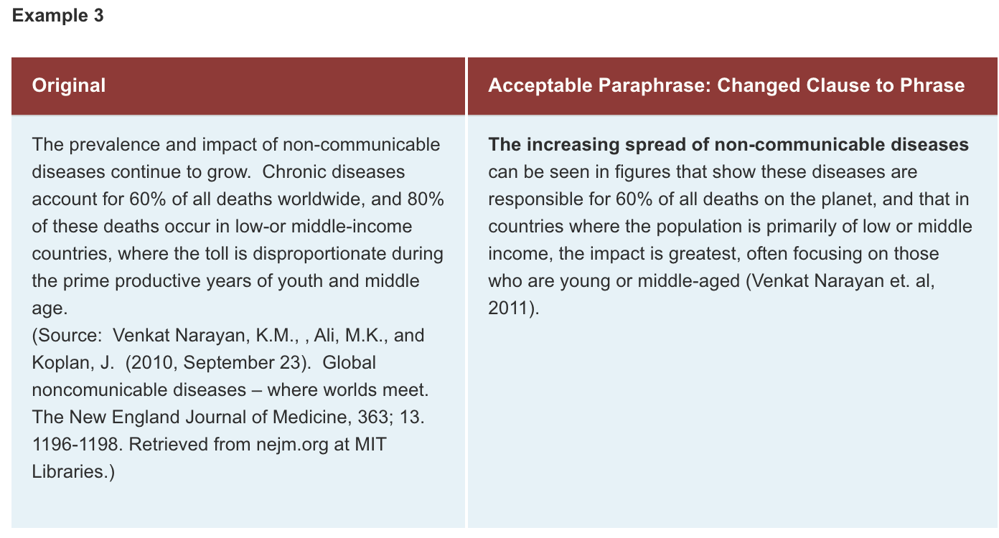 Example 3
Original
Acceptable Paraphrase: Changed Clause to Phrase
The prevalence and impact of non-communicable
diseases continue to grow.  Chronic diseases
account for 60% of all deaths worldwide, and 80%
of these deaths occur in low-or middle-income
countries, where the toll is disproportionate during
the prime productive years of youth and middle
age.
(Source:  Venkat Narayan, K.M., , Ali, M.K., and
Koplan, J.  (2010, September 23).  Global
noncomunicable diseases – where worlds meet.
The New England Journal of Medicine, 363; 13.
1196-1198. Retrieved from nejm.org at MIT
Libraries.)
The increasing spread of non-communicable diseases
can be seen in figures that show these diseases are
responsible for 60% of all deaths on the planet, and that in
countries where the population is primarily of low or middle
income, the impact is greatest, often focusing on those
who are young or middle-aged (Venkat Narayan et. al,
2011).